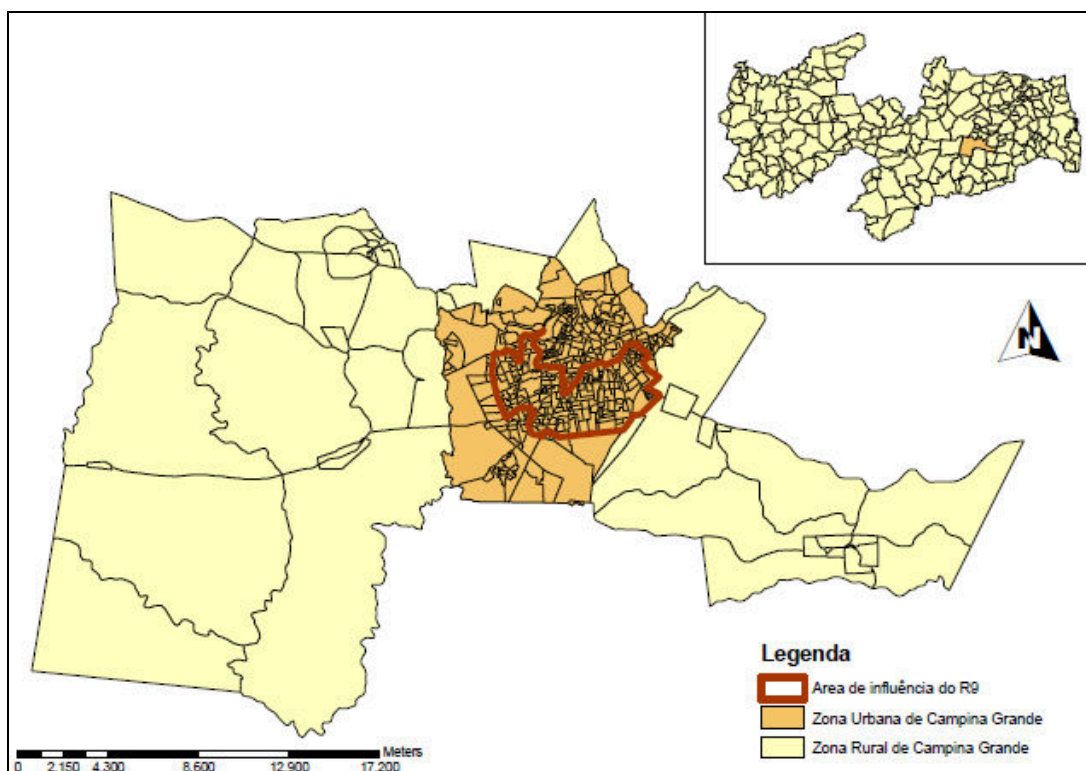 N
Legenda
Area de influência do R9
Zona Urbana de Campina Grande
Zona Rural de Campina Grande
Meters
0 2.150 4.300 8.600 12.900 17.200